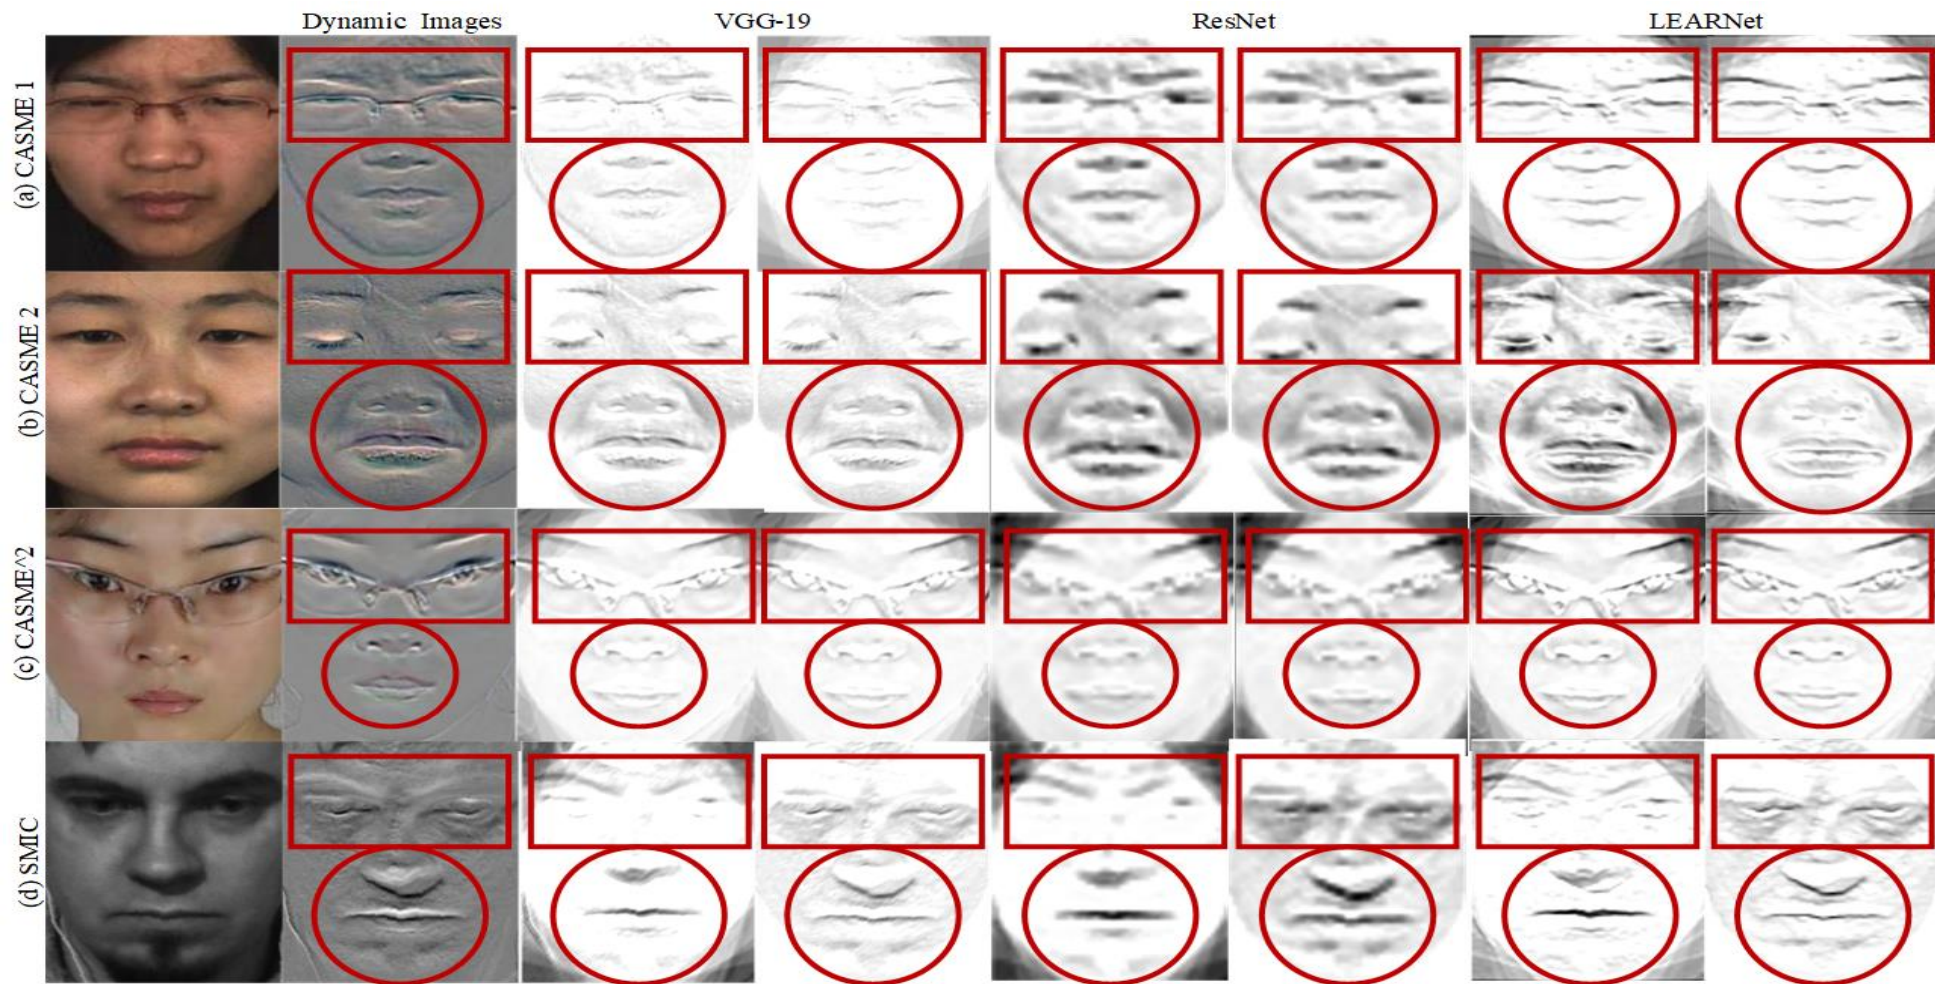 Dynamic Images VGG-19 ResNet LEARNet
(a) CASME 1
(b) CASME 2
(c) CASME^2
(d) SMIC